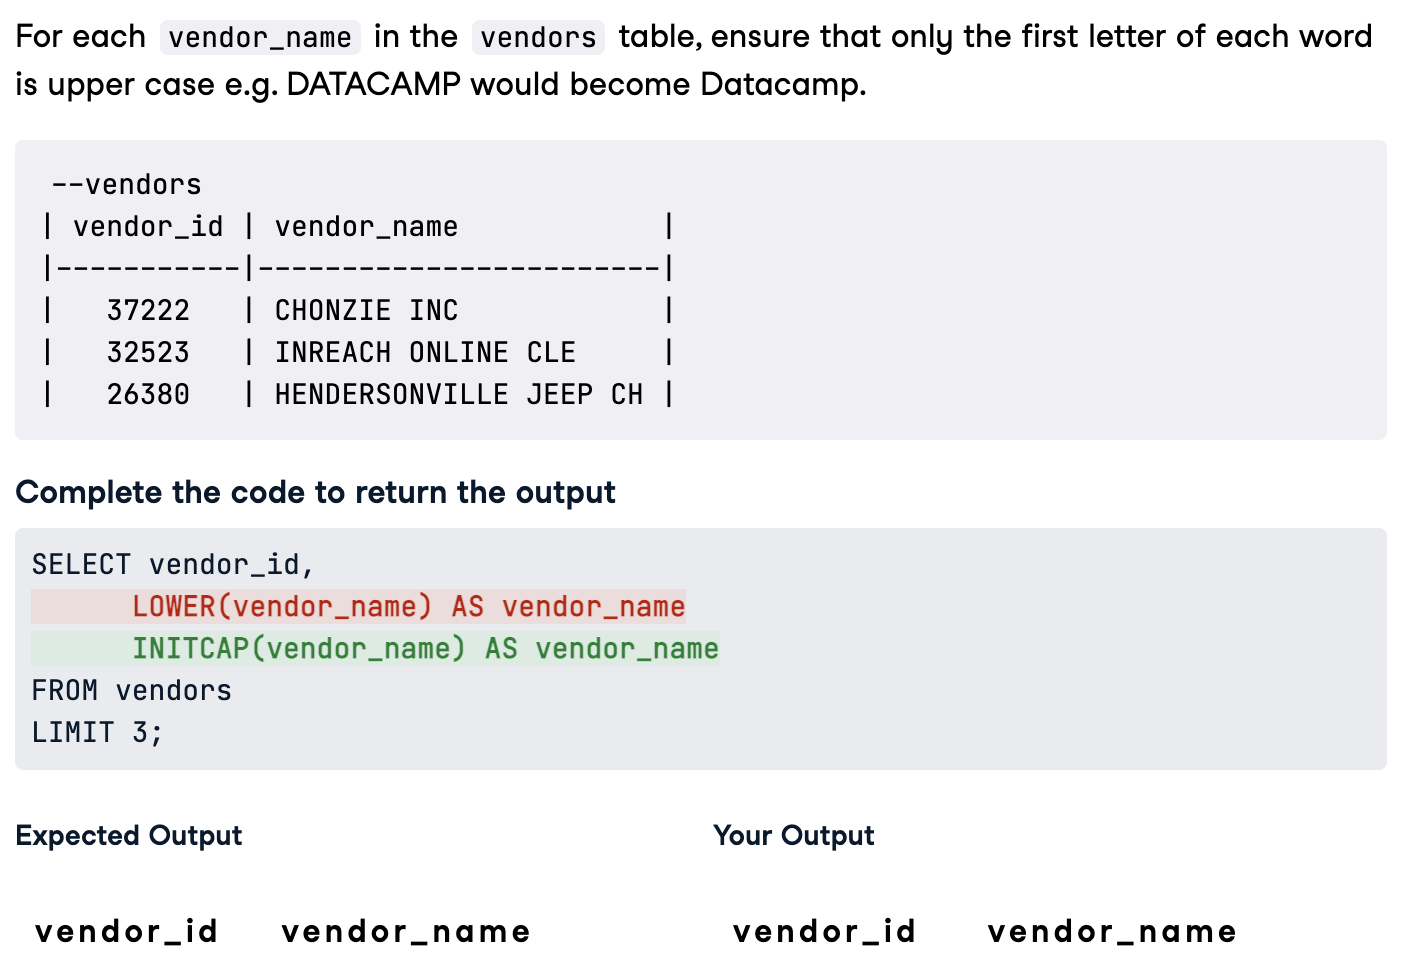 For each vendor_name in the vendors table, ensure that only the first letter of each word
is upper case e.g. DATACAMP would become Datacamp.
--vendors
| vendor_id | vendor_name            |
|-----------|------------------------|
|   37222   | CHONZIE INC            |
|   32523   | INREACH ONLINE CLE     |
|   26380   | HENDERSONVILLE JEEP CH |
Complete the code to return the output
SELECT vendor_id,
      LOWER(vendor_name) AS vendor_name
      INITCAP(vendor_name) AS vendor_name
FROM vendors
LIMIT 3;
Expected Output Your Output
vendor_id vendor_name vendor_id vendor_name